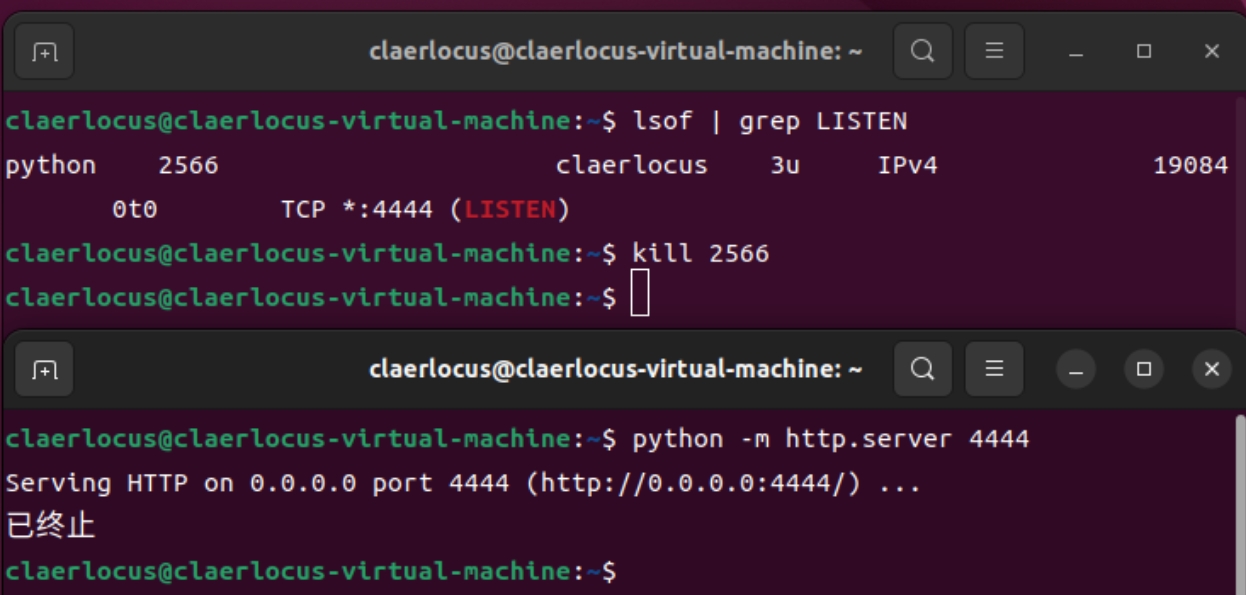 claerlocus@claerlocus-virtual-machine: ~
claerlocus@claerlocus-virtual-machine:~$ lsof | grep LISTEN
python    2566                      claerlocus    3u     IPv4              19084
       0t0        TCP *:4444 (LISTEN)
claerlocus@claerlocus-virtual-machine:~$ kill 2566
claerlocus@claerlocus-virtual-machine:~$
claerlocus@claerlocus-virtual-machine: ~
claerlocus@claerlocus-virtual-machine:~$ python -m http.server 4444
Serving HTTP on 0.0.0.0 port 4444 (http://0.0.0.0:4444/) ...
已终止
claerlocus@claerlocus-virtual-machine:~$